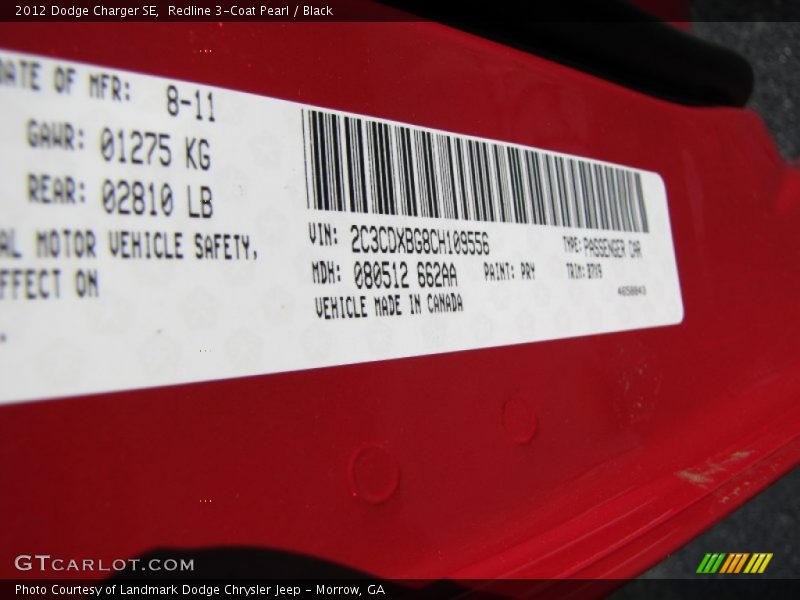 2012 Dodge Charger SE, Redline 3-Coat Pearl / Black
DATE OF MFR: 8-11
GAWR: 01275 KG
REAR: 02810 LB
AL MOTOR VEHICLE SAFETY,
FFECT ON
VIN: 2C3CDXBG8CH109556 TYPE: PASSENGER CAR
MDH: 080512 662AA PAINT: PRY TRIM:
VEHICLE MADE IN CANADA
GTCARLOT.COM
Photo Courtesy of Landmark Dodge Chrysler Jeep - Morrow, GA